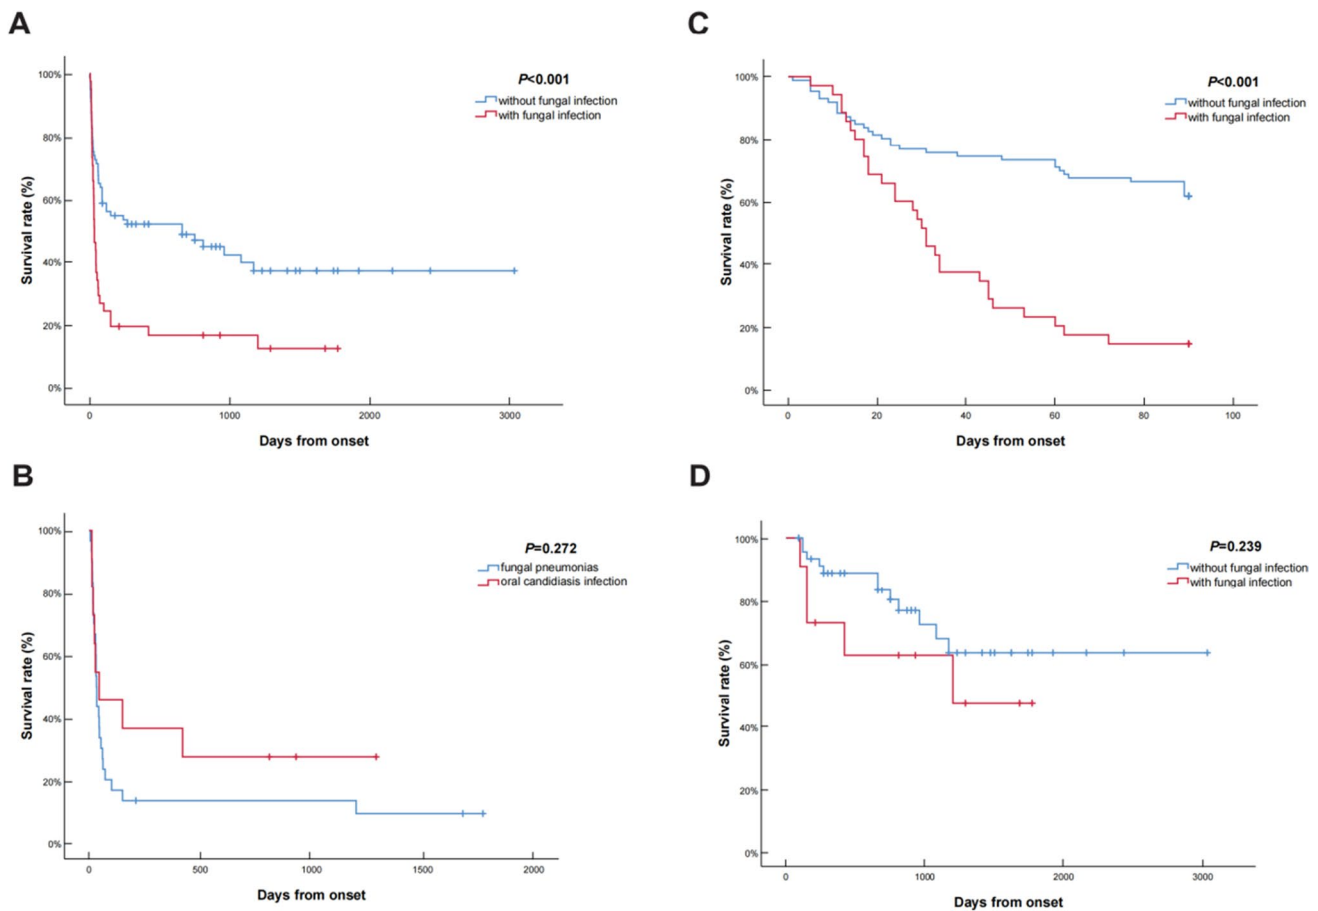 A
P<0.001
without fungal infection
with fungal infection
Survival rate (%)
100%
80%
60%
40%
20%
0%
0 1000 2000 3000
Days from onset
C
P<0.001
without fungal infection
with fungal infection
Survival rate (%)
100%
80%
60%
40%
20%
0%
0 20 40 60 80 100
Days from onset
B
P=0.272
fungal pneumonias
oral candidiasis infection
Survival rate (%)
100%
80%
60%
40%
20%
0%
0 500 1000 1500 2000
Days from onset
D
P=0.239
without fungal infection
with fungal infection
Survival rate (%)
100%
80%
60%
40%
20%
0%
0 1000 2000 3000
Days from onset